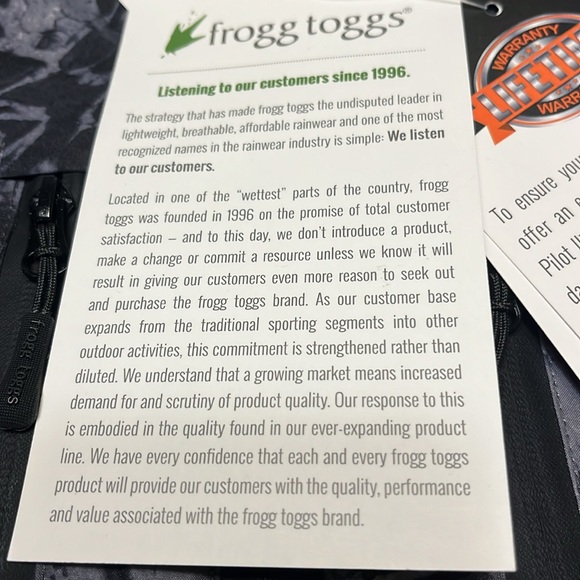 frogg toggs®
Listening to our customers since 1996.
The strategy that has made frogg toggs the undisputed leader in
lightweight, breathable, affordable rainwear and one of the most
recognized names in the rainwear industry is simple: We listen
to our customers.
Located in one of the “wettest” parts of the country, frogg
toggs was founded in 1996 on the promise of total customer
satisfaction – and to this day, we don't introduce a product,
make a change or commit a resource unless we know it will
result in giving our customers even more reason to seek out
and purchase the frogg toggs brand. As our customer base
expands from the traditional sporting segments into other
outdoor activities, this commitment is strengthened rather than
diluted. We understand that a growing market means increased
demand for and scrutiny of product quality. Our response to this
is embodied in the quality found in our ever-expanding product
line. We have every confidence that each and every frogg toggs
product will provide our customers with the quality, performance
and value associated with the frogg toggs brand.
WARRANTY
LIFETI
WARR
To ensure you
offer an e
Pilot II
da
frogg toggs